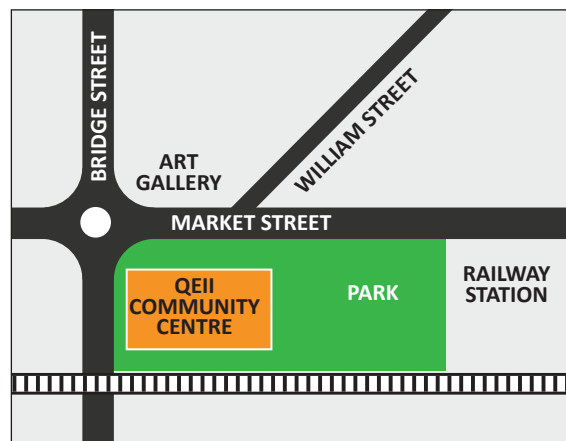 BRIDGE STREET
WILLIAM STREET
ART
GALLERY
MARKET STREET
QEII
COMMUNITY
CENTRE
PARK
RAILWAY
STATION